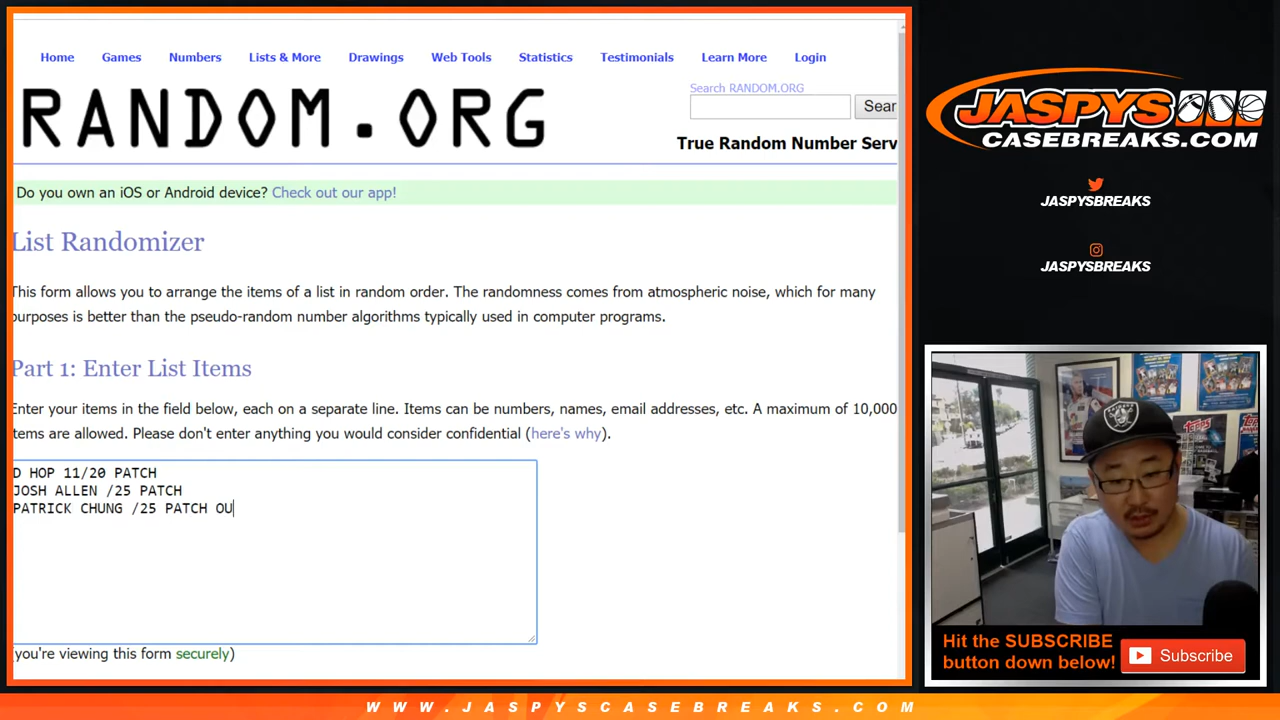 Home Games Numbers Lists & More Drawings Web Tools Statistics Testimonials Learn More Login
Search RANDOM.ORG
RANDOM.ORG
Sear
True Random Number Serv
Do you own an iOS or Android device? Check out our app!
List Randomizer
This form allows you to arrange the items of a list in random order. The randomness comes from atmospheric noise, which for many
purposes is better than the pseudo-random number algorithms typically used in computer programs.
Part 1: Enter List Items
Enter your items in the field below, each on a separate line. Items can be numbers, names, email addresses, etc. A maximum of 10,000
items are allowed. Please don't enter anything you would consider confidential (here's why).
D HOP 11/20 PATCH
JOSH ALLEN /25 PATCH
PATRICK CHUNG /25 PATCH OU
you're viewing this form securely)
JASPYS
CASEBREAKS.COM
JASPYSBREAKS
JASPYSBREAKS
RAIDERS
TOPPS
Hit the SUBSCRIBE
button down below!
Subscribe
WWW.JASPYSCASEBREAKS.COM